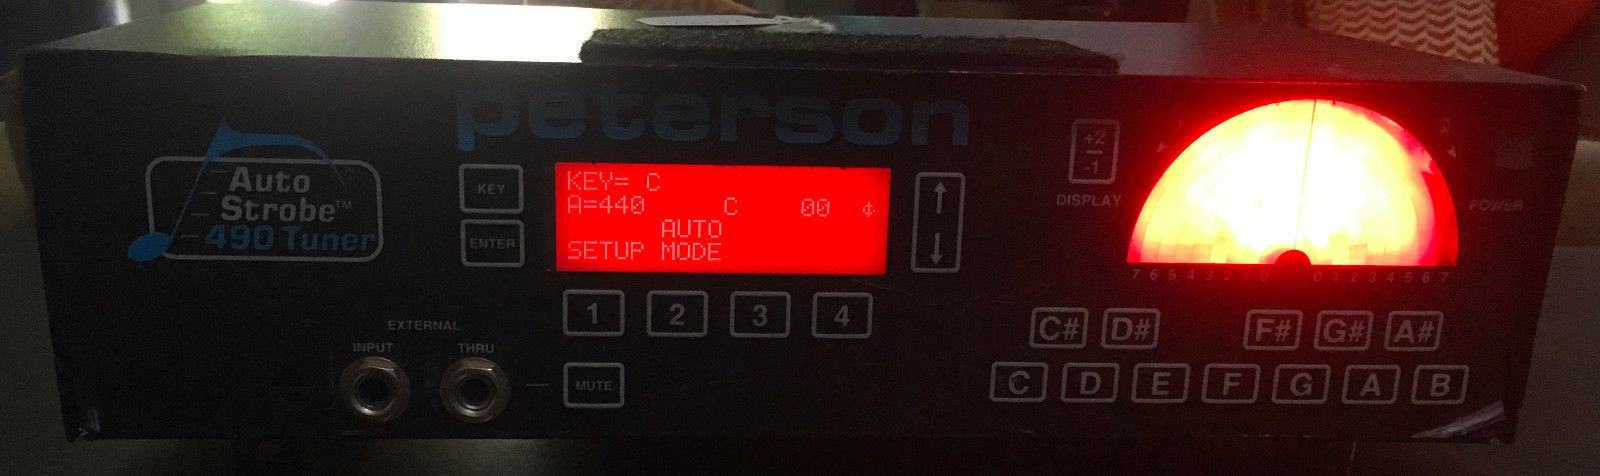 peterson
Auto
Strobe™
490 Tuner
KEY
ENTER
KEY= C
A=440 C 00 ¢
AUTO
SETUP MODE
↑
↓
+2
-1
DISPLAY
POWER
7 6 5 4 3 2 1 0 0 1 2 3 4 5 6 7
1 2 3 4
EXTERNAL
INPUT THRU
MUTE
C# D# F# G# A#
C D E F G A B